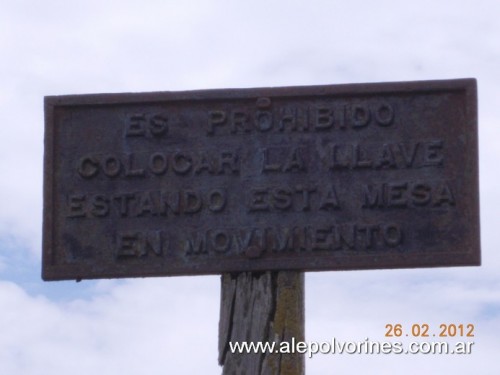 ES PROHIBIDO
COLOCAR LA LLAVE
ESTANDO ESTA MESA
EN MOVIMIENTO
26.02.2012
www.alepolvorines.com.ar